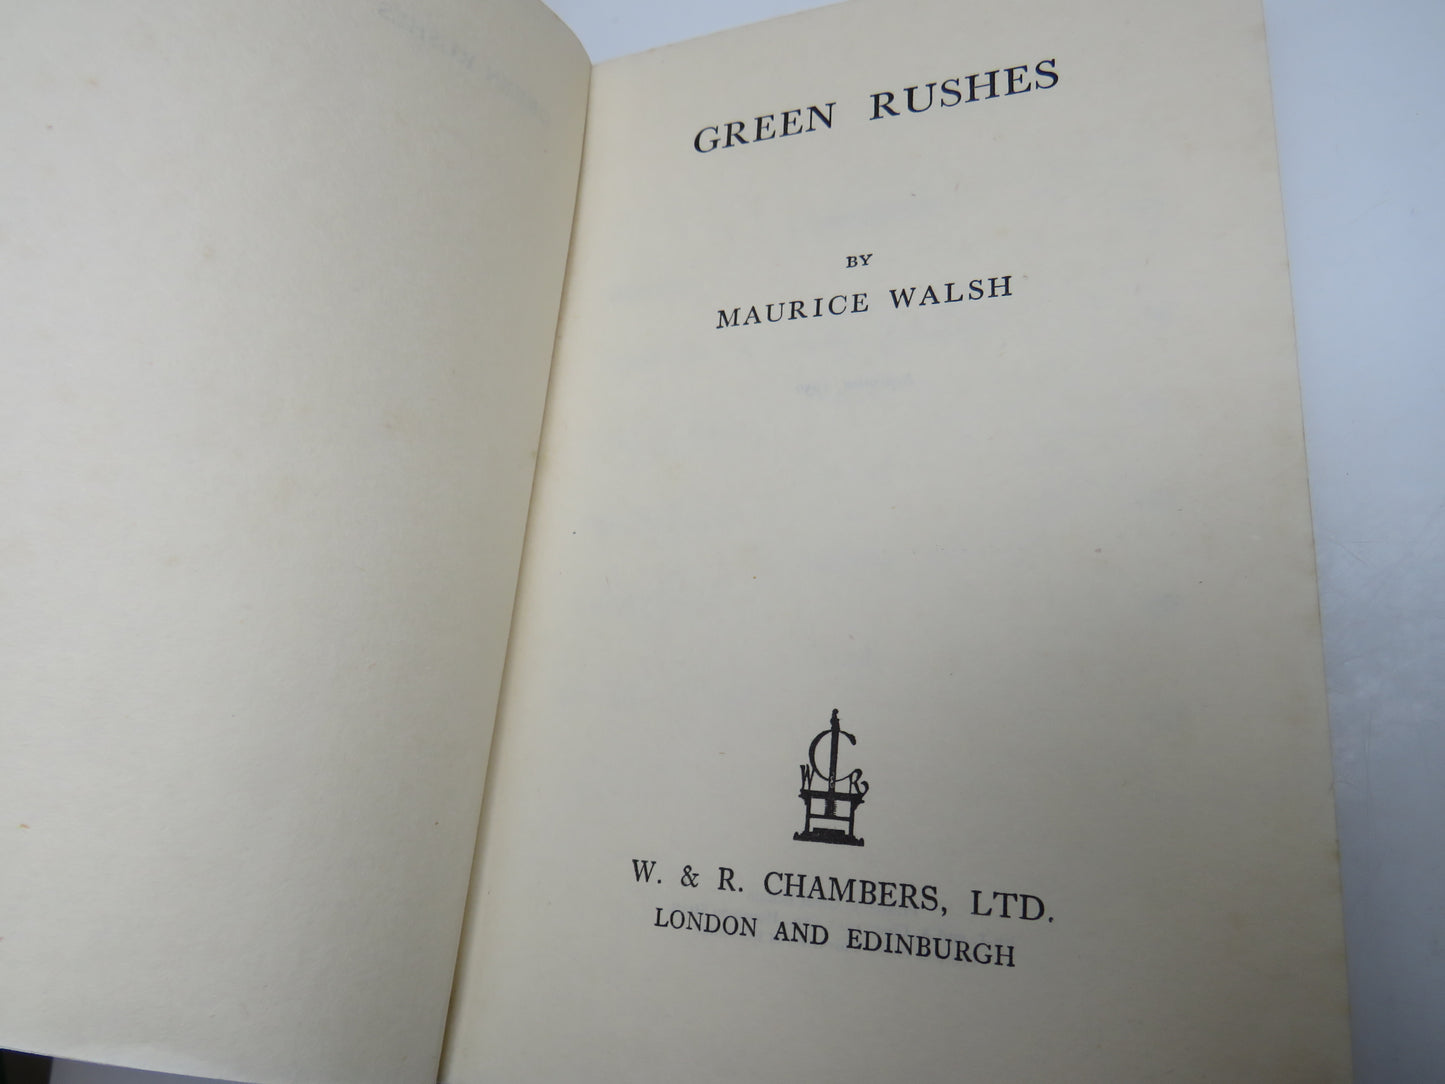 GREEN RUSHES
BY
MAURICE WALSH
W C R
W. & R. CHAMBERS, LTD.
LONDON AND EDINBURGH